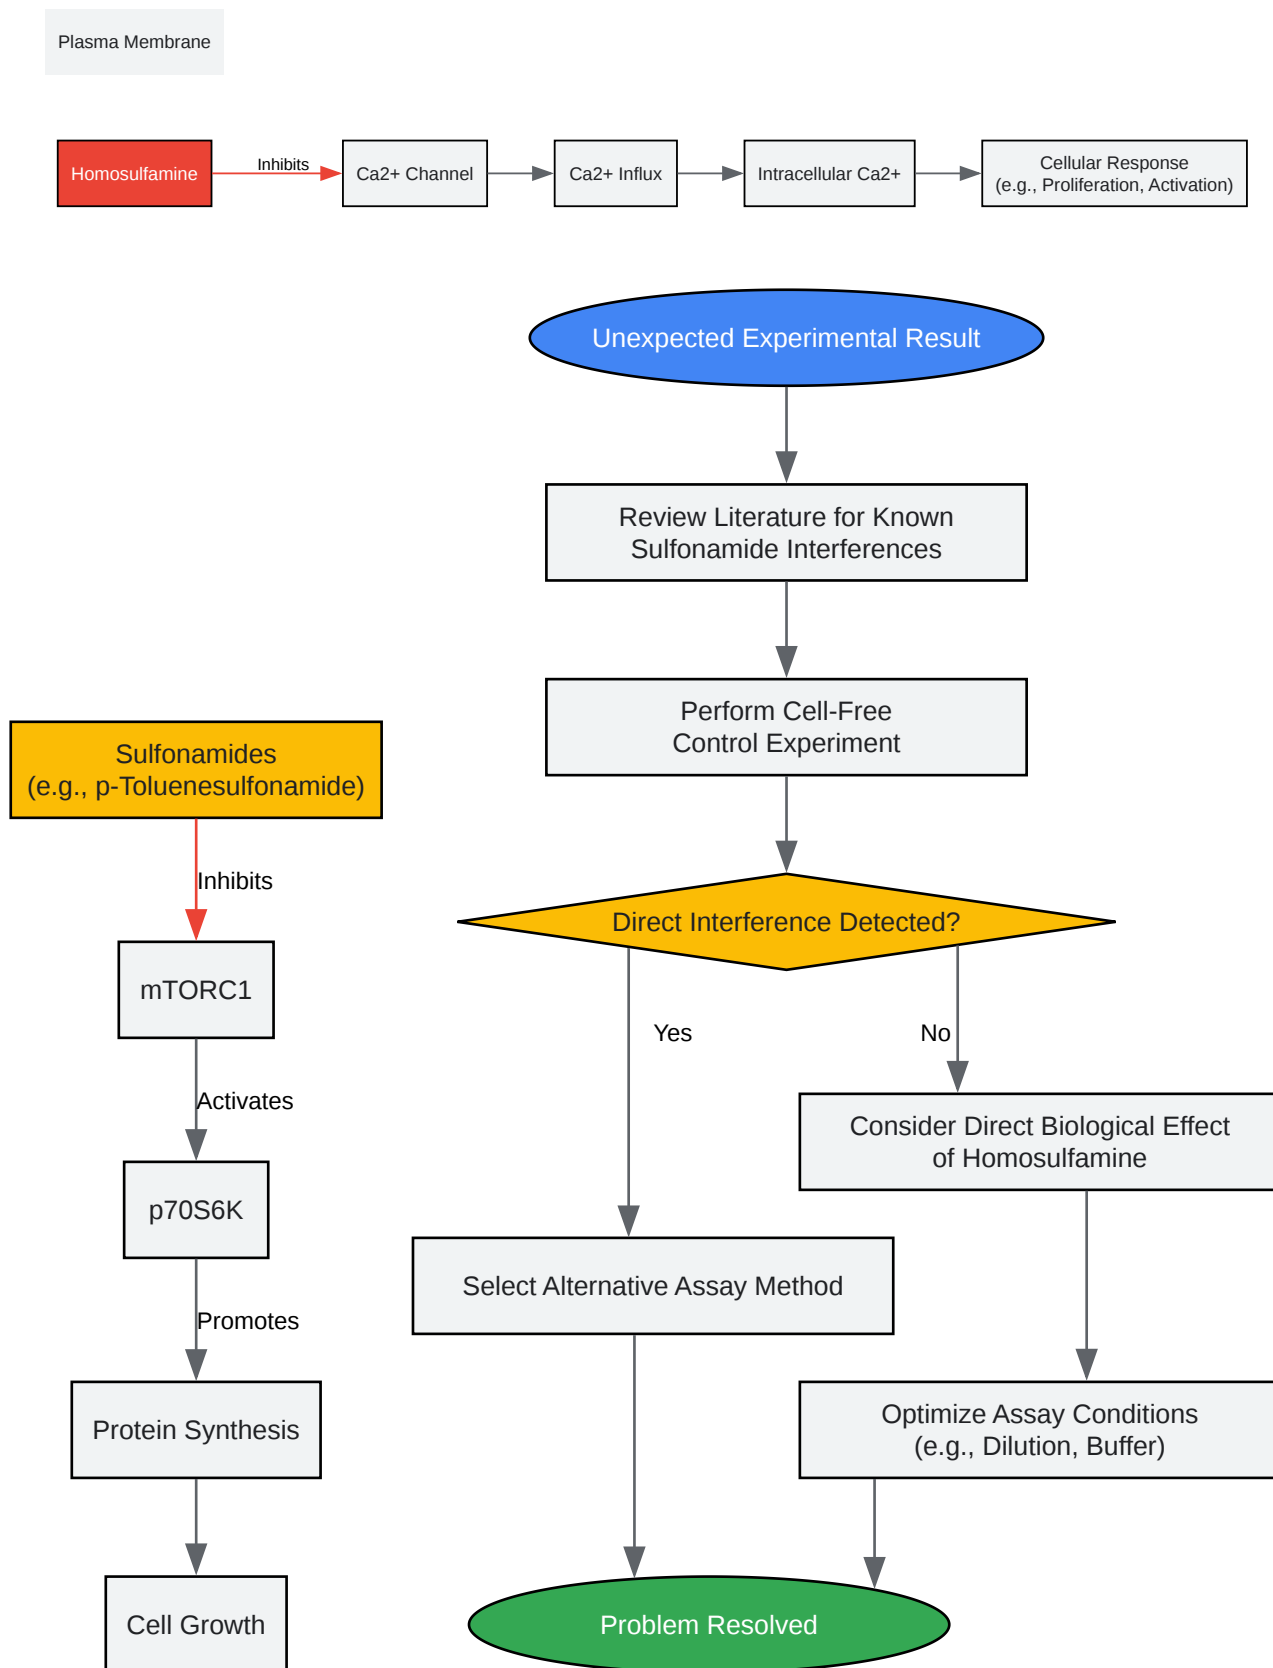 Plasma Membrane
Homosulfamine
Inhibits
Ca2+ Channel
Ca2+ Influx
Intracellular Ca2+
Cellular Response
(e.g., Proliferation, Activation)
Unexpected Experimental Result
Review Literature for Known
Sulfonamide Interferences
Perform Cell-Free
Control Experiment
Direct Interference Detected?
Yes
No
Consider Direct Biological Effect
of Homosulfamine
Select Alternative Assay Method
Optimize Assay Conditions
(e.g., Dilution, Buffer)
Problem Resolved
Sulfonamides
(e.g., p-Toluenesulfonamide)
Inhibits
mTORC1
Activates
p70S6K
Promotes
Protein Synthesis
Cell Growth